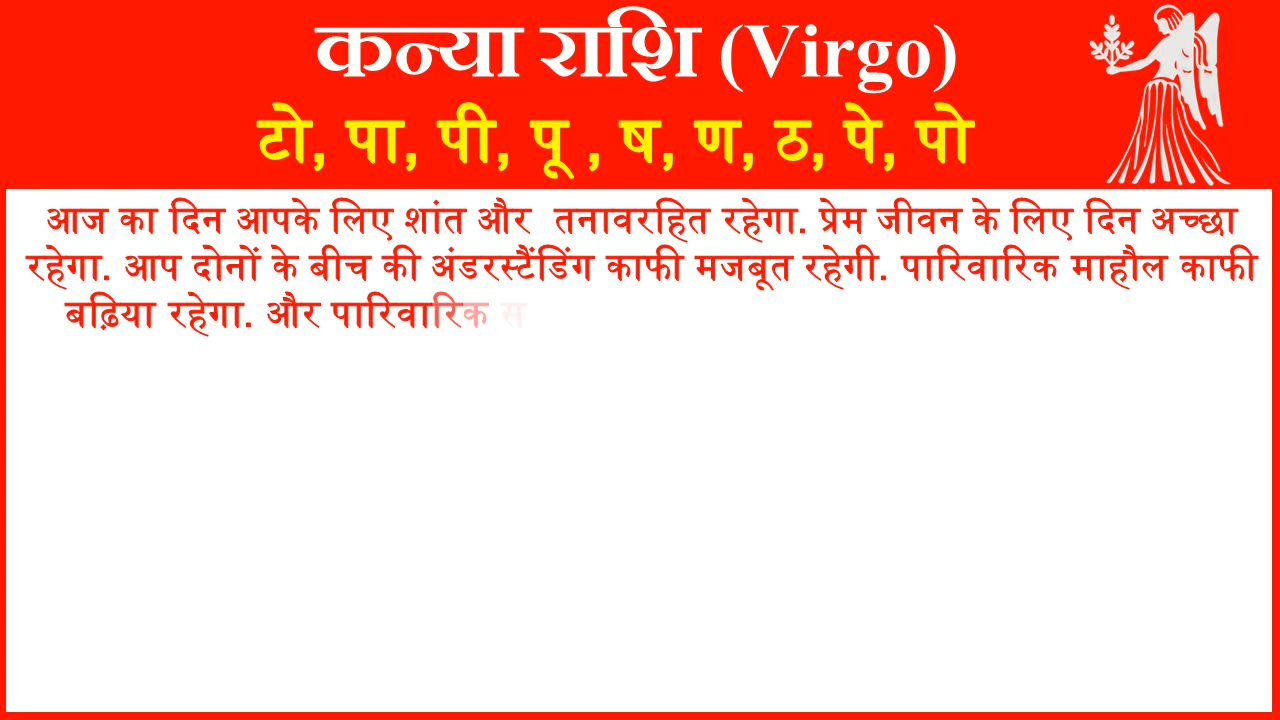 कन्या राशि (Virgo)
टो, पा, पी, पू , ष, ण, ठ, पे, पो
आज का दिन आपके लिए शांत और तनावरहित रहेगा. प्रेम जीवन के लिए दिन अच्छा
रहेगा. आप दोनों के बीच की अंडरस्टैंडिंग काफी मजबूत रहेगी. पारिवारिक माहौल काफी
बढ़िया रहेगा. और पारिवारिक